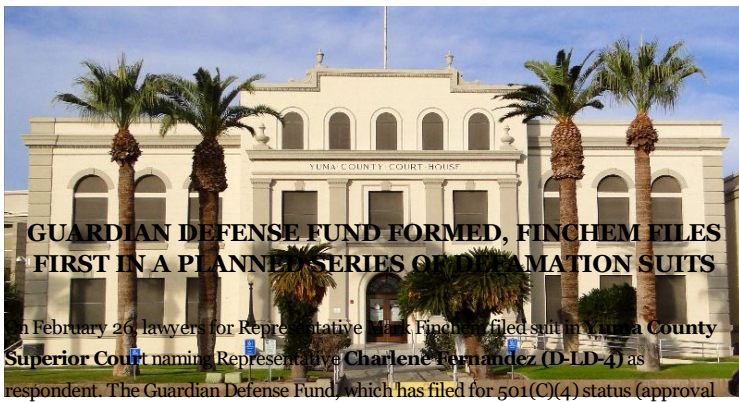 YUMA·COUNTY·COURT·HOUSE
GUARDIAN DEFENSE FUND FORMED, FINCHEM FILES
FIRST IN A PLANNED SERIES OF DEFAMATION SUITS
On February 26, lawyers for Representative Mark Finchem filed suit in Yuma County
Superior Court naming Representative Charlene Fernandez (D-LD-4) as
respondent. The Guardian Defense Fund, which has filed for 501(C)(4) status (approval